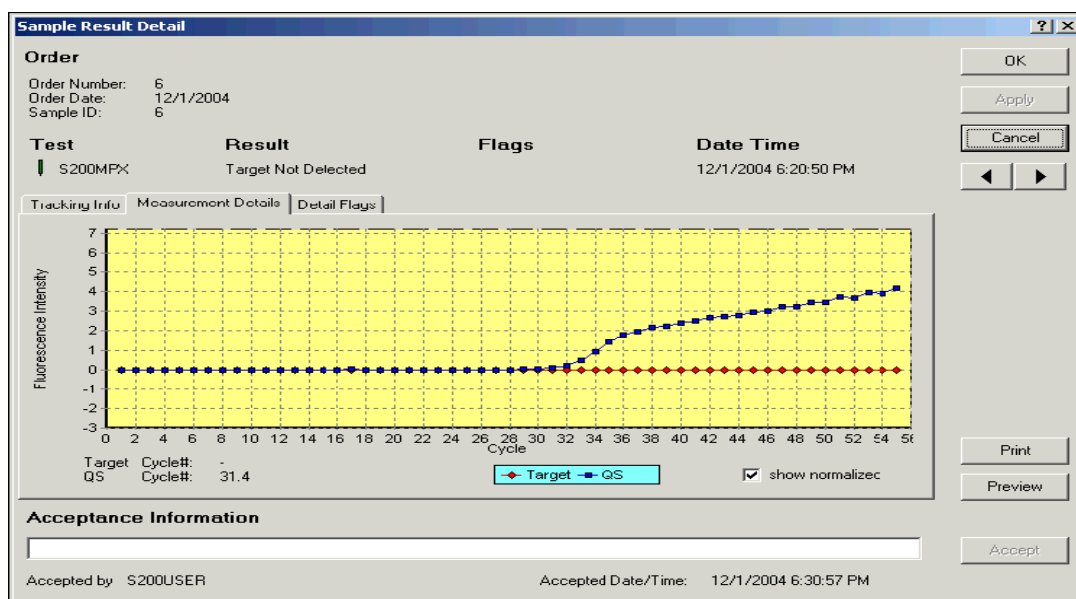 Sample Result Detail
Order
Order Number: 6
Order Date: 12/1/2004
Sample ID: 6
OK
Apply
Cancel
Test Result Flags Date Time
S200MPX Target Not Detected 12/1/2004 6:20:50 PM
Tracking Info Measurement Details Detail Flags
Fluorescence Intensity
7
6
5
4
3
2
1
0
-1
-2
-3
0 2 4 6 8 10 12 14 16 18 20 22 24 26 28 30 32 34 36 38 40 42 44 46 48 50 52 54 56
Cycle
Target Cycle#: -
QS Cycle#: 31.4
Target QS
show normalizec
Print
Preview
Acceptance Information
Accept
Accepted by S200USER Accepted Date/Time: 12/1/2004 6:30:57 PM